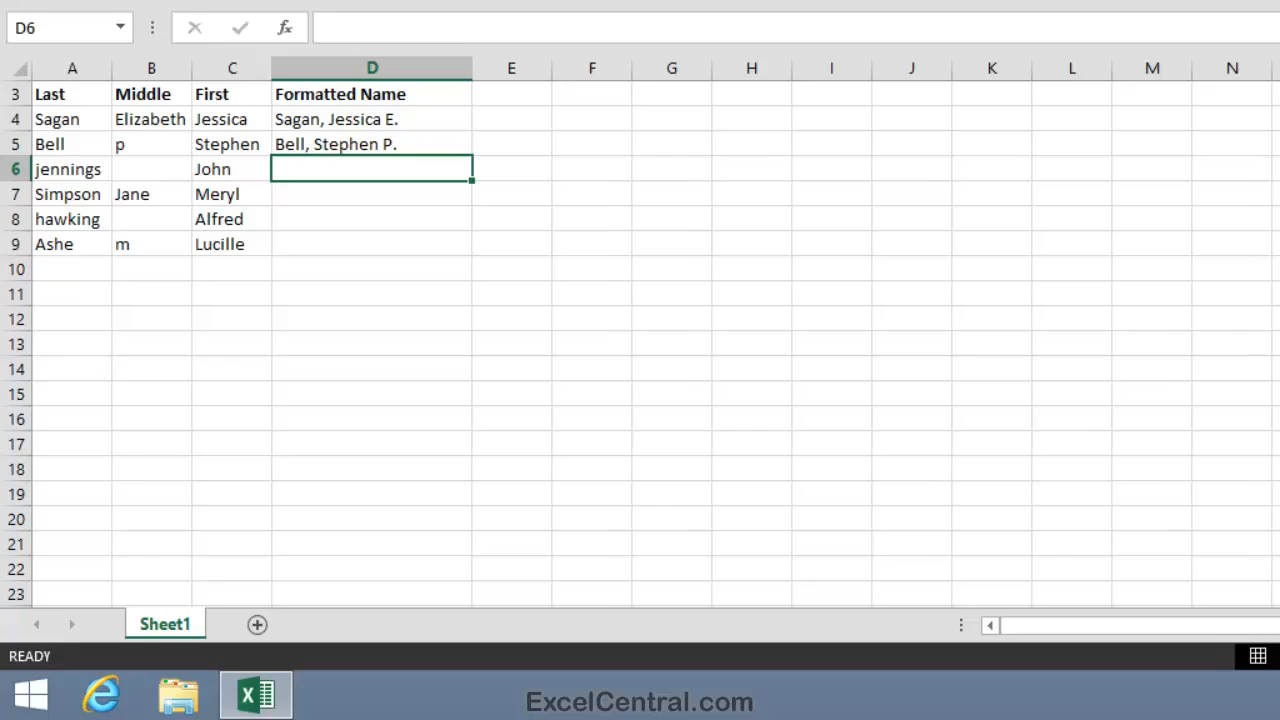 D6 fx
A B C D E F G H I J K L M N
3 Last Middle First Formatted Name
4 Sagan Elizabeth Jessica Sagan, Jessica E.
5 Bell p Stephen Bell, Stephen P.
6 jennings John
7 Simpson Jane Meryl
8 hawking Alfred
9 Ashe m Lucille
10
11
12
13
14
15
16
17
18
19
20
21
22
23
Sheet1
READY
ExcelCentral.com